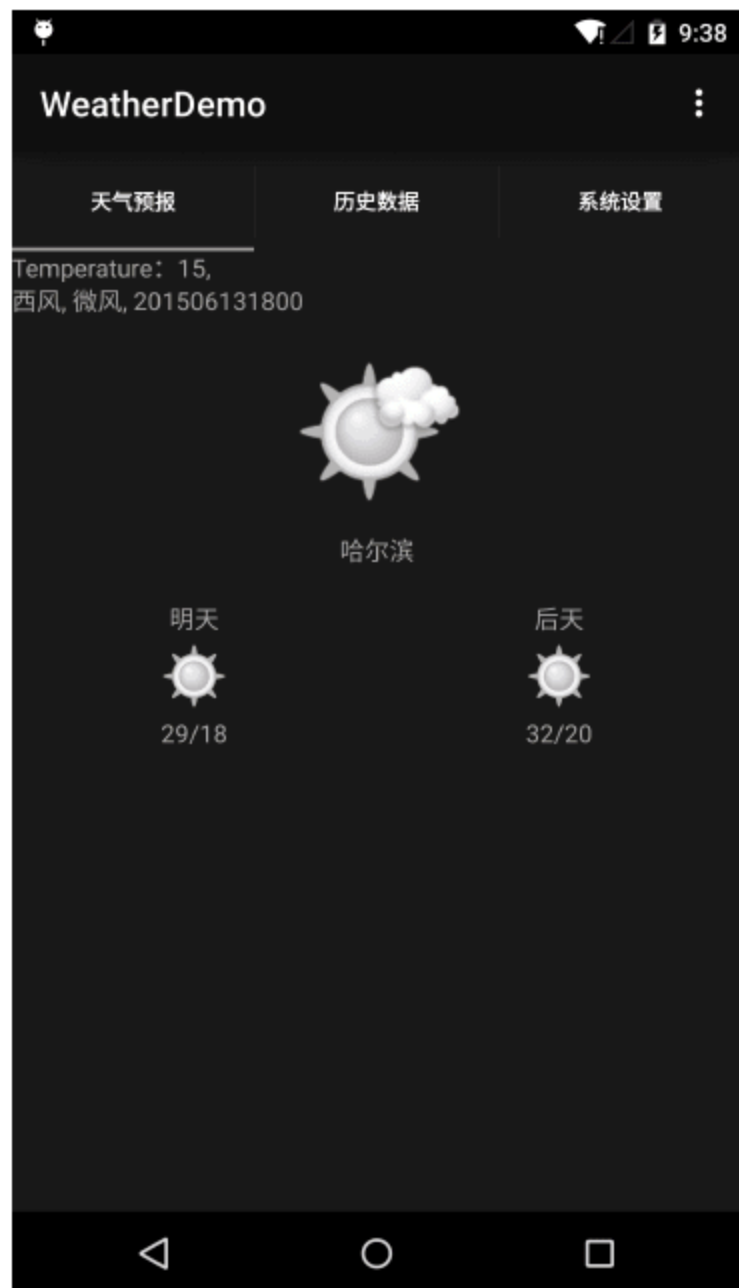 9:38
WeatherDemo
天气预报 历史数据 系统设置
Temperature：15,
西风, 微风, 201506131800
哈尔滨
明天 后天
29/18 32/20